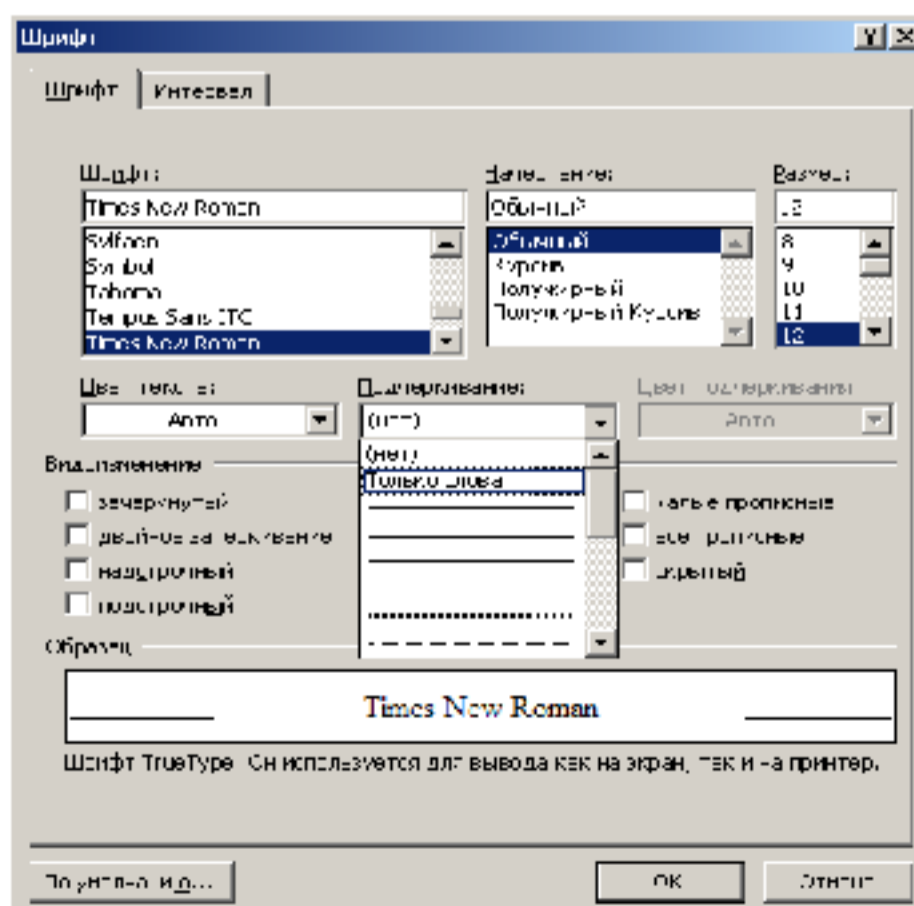 Шрифт
Шрифт Интервал
Шрифт: Начертание: Размер:
Times New Roman Обычный 12
Sylfaen Обычный 8
Symbol Курсив 9
Tahoma Полужирный 10
Tempus Sans ITC Полужирный Курсив 11
Times New Roman 12
Цвет текста: Подчеркивание: Цвет подчеркивания
Авто (нет) Авто
(нет)
Видоизменение
Только слова
зачеркнутый малые прописные
двойное зачеркивание все прописные
надстрочный скрытый
подстрочный
Образец
Times New Roman
Шрифт TrueType. Он используется для вывода как на экран, так и на принтер.
По умолчанию... ОК Отмена